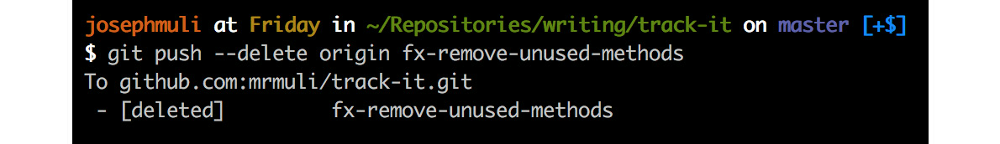 josephmuli at Friday in ~/Repositories/writing/track-it on master [+$]
$ git push --delete origin fx-remove-unused-methods
To github.com:mrmuli/track-it.git
 - [deleted]         fx-remove-unused-methods